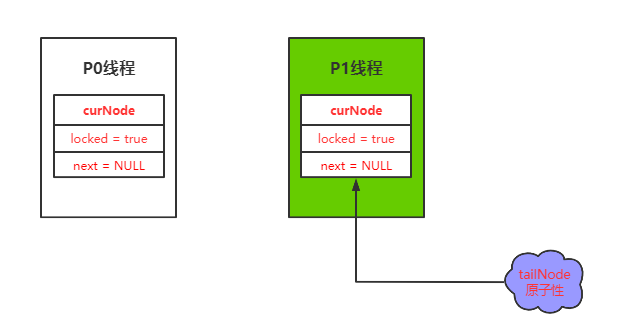 P0线程
curNode
locked = true
next = NULL
P1线程
curNode
locked = true
next = NULL
tailNode
原子性